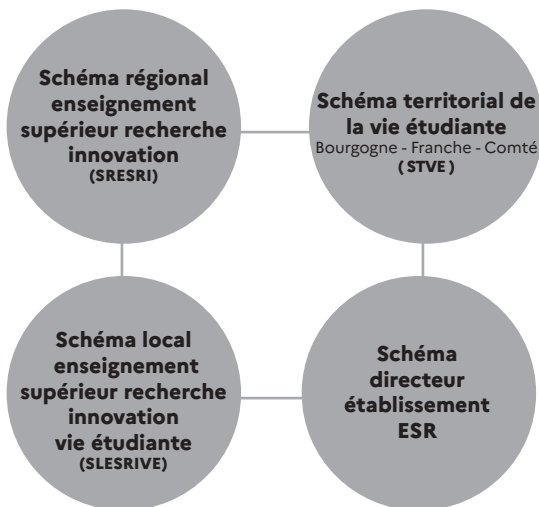 Schéma régional
enseignement
supérieur recherche
innovation
(SRESRI)
Schéma territorial de
la vie étudiante
Bourgogne - Franche - Comté
( STVE )
Schéma local
enseignement
supérieur recherche
innovation
vie étudiante
(SLESRIVE)
Schéma
directeur
établissement
ESR